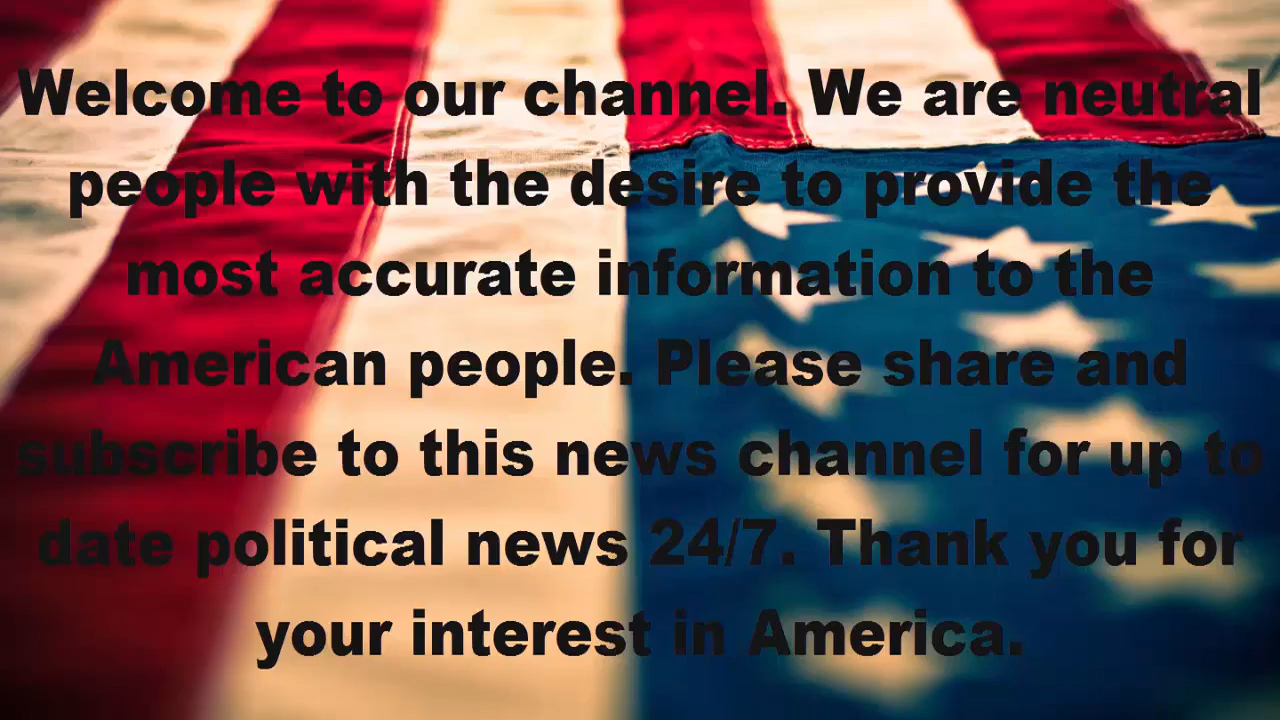 Welcome to our channel. We are neutral
people with the desire to provide the
most accurate information to the
American people. Please share and
subscribe to this news channel for up to
date political news 24/7. Thank you for
your interest in America.